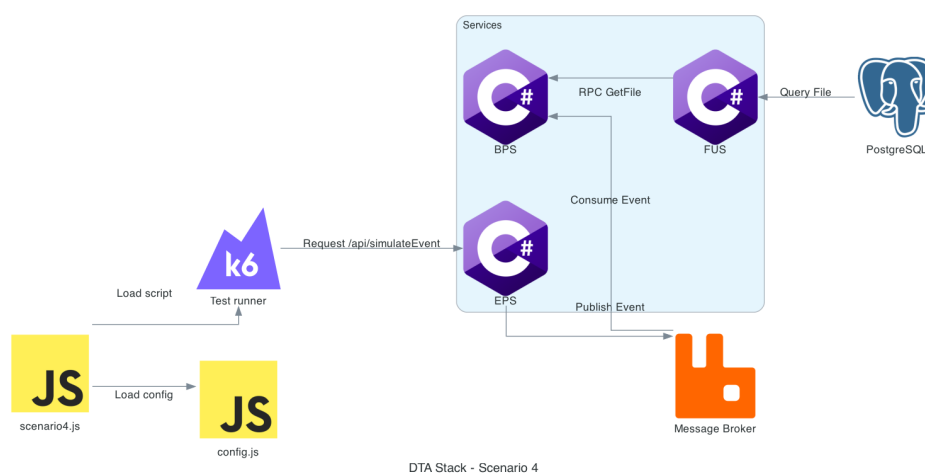 Services
C#
C#
RPC GetFile
Query File
BPS
FUS
PostgreSQL
Consume Event
C#
k6
Request /api/simulateEvent
Load script
Test runner
EPS
Publish Event
JS
JS
Load config
scenario4.js
Message Broker
config.js
DTA Stack - Scenario 4